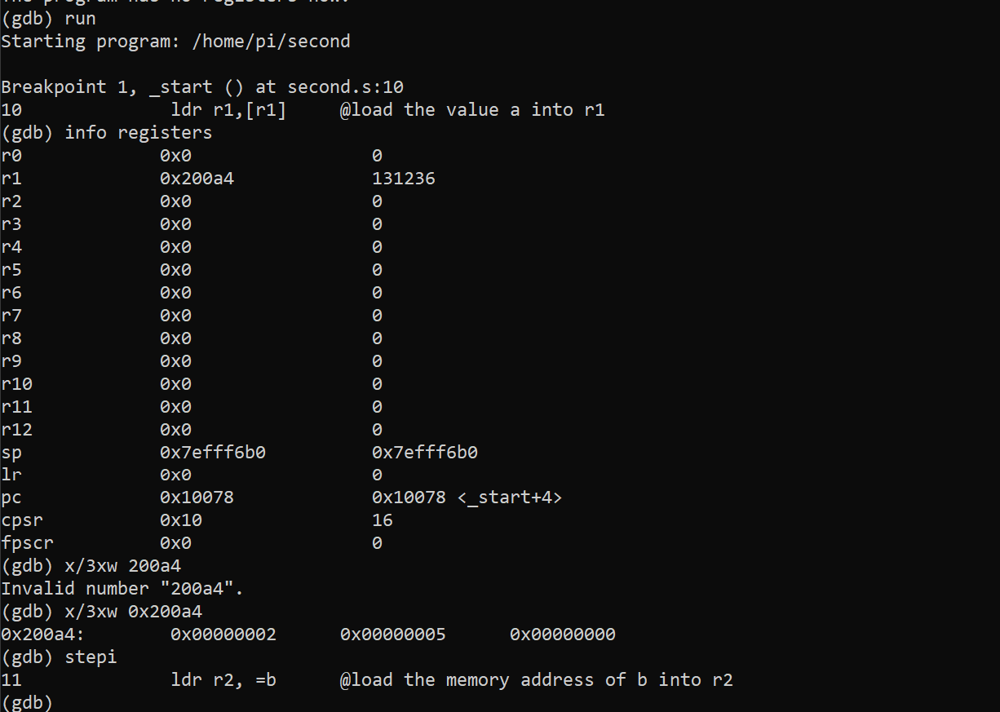 The program has no registers now.
(gdb) run
Starting program: /home/pi/second
Breakpoint 1, _start () at second.s:10
10              ldr r1,[r1]     @load the value a into r1
(gdb) info registers
r0             0x0                 0
r1             0x200a4             131236
r2             0x0                 0
r3             0x0                 0
r4             0x0                 0
r5             0x0                 0
r6             0x0                 0
r7             0x0                 0
r8             0x0                 0
r9             0x0                 0
r10            0x0                 0
r11            0x0                 0
r12            0x0                 0
sp             0x7efff6b0          0x7efff6b0
lr             0x0                 0
pc             0x10078             0x10078 <_start+4>
cpsr           0x10                16
fpscr          0x0                 0
(gdb) x/3xw 200a4
Invalid number "200a4".
(gdb) x/3xw 0x200a4
0x200a4:        0x00000002      0x00000005      0x00000000
(gdb) stepi
11              ldr r2, =b      @load the memory address of b into r2
(gdb)